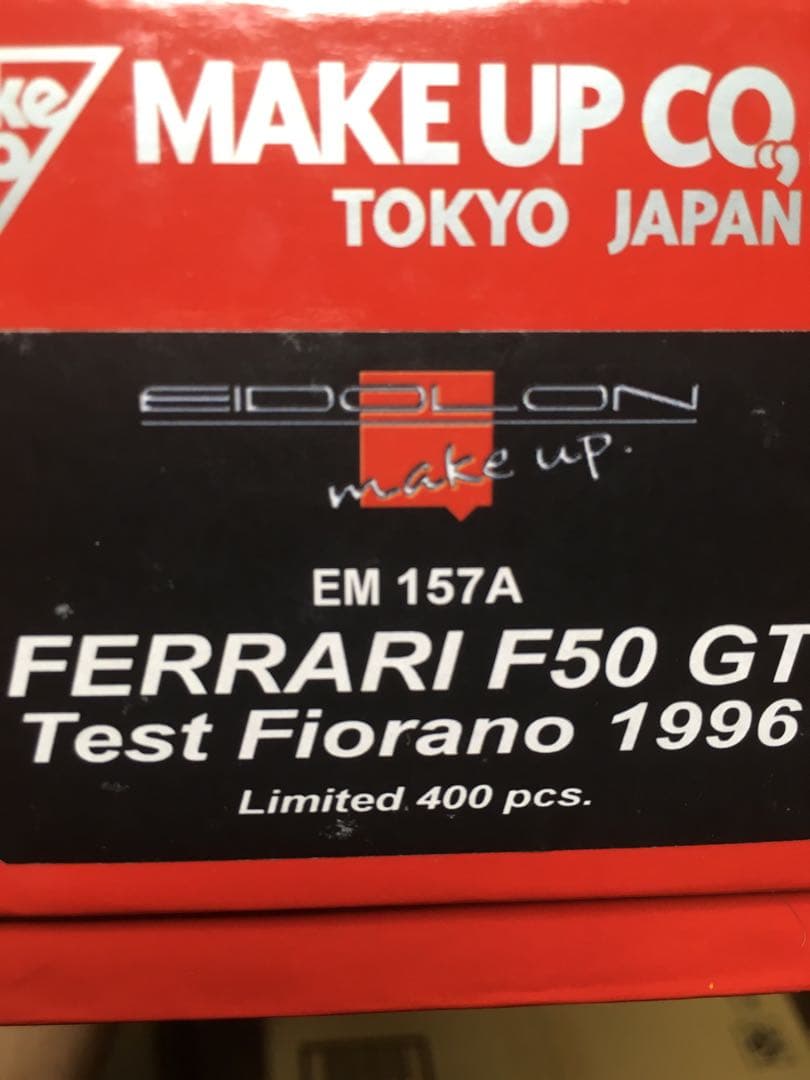 ke
MAKE UP CO.,
TOKYO JAPAN
EIDOLON
make up.
EM 157A
FERRARI F50 GT
Test Fiorano 1996
Limited 400 pcs.